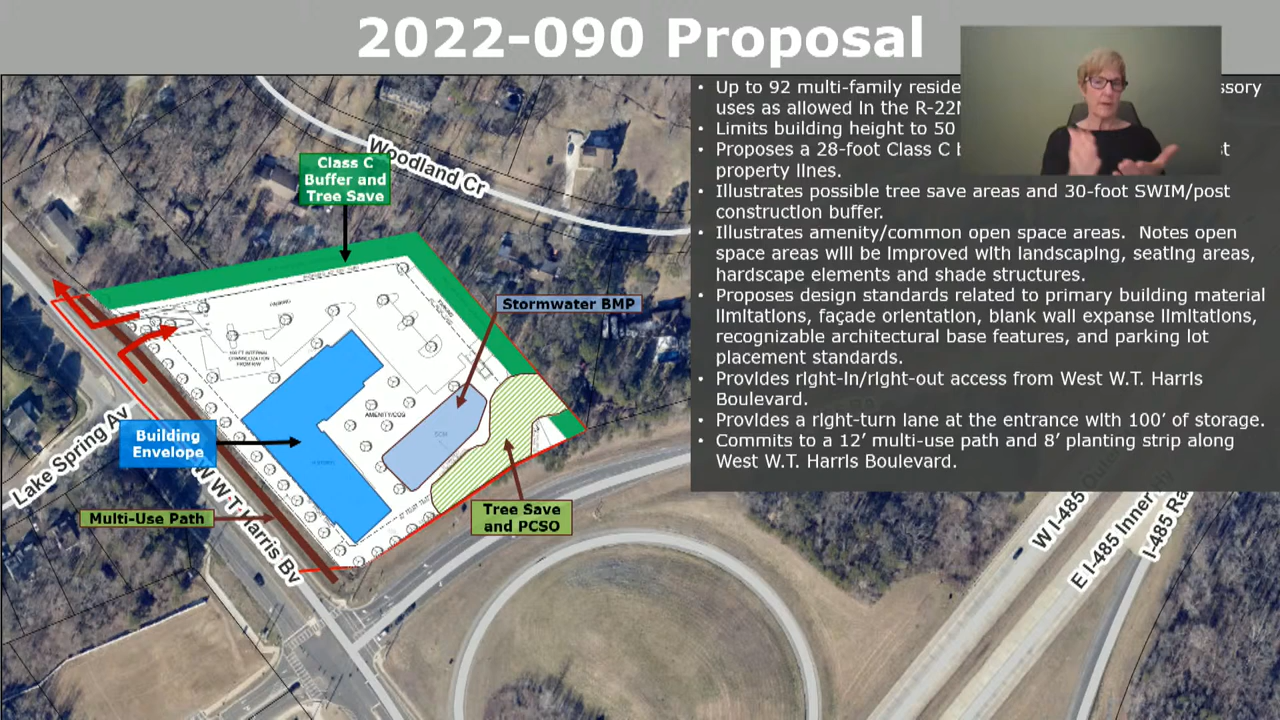 2022-090 Proposal
• Up to 92 multi-family reside
uses as allowed in the R-22
• Limits building height to 50
• Proposes a 28-foot Class C
property lines.
• Illustrates possible tree save areas and 30-foot SWIM/post
construction buffer.
• Illustrates amenity/common open space areas. Notes open
space areas will be improved with landscaping, seating areas,
hardscape elements and shade structures.
• Proposes design standards related to primary building material
limitations, façade orientation, blank wall expanse limitations,
recognizable architectural base features, and parking lot
placement standards.
• Provides right-in/right-out access from West W.T. Harris
Boulevard.
• Provides a right-turn lane at the entrance with 100’ of storage.
• Commits to a 12’ multi-use path and 8’ planting strip along
West W.T. Harris Boulevard.
Woodland Cr
Class C
Buffer and
Tree Save
Stormwater BMP
AMENITY/COS
Building
Envelope
Lake Spring Av
W W.T. Harris Bv
Multi-Use Path
Tree Save
and PCSO
W I-485 Outer
E I-485 Inner
I-485 Ra